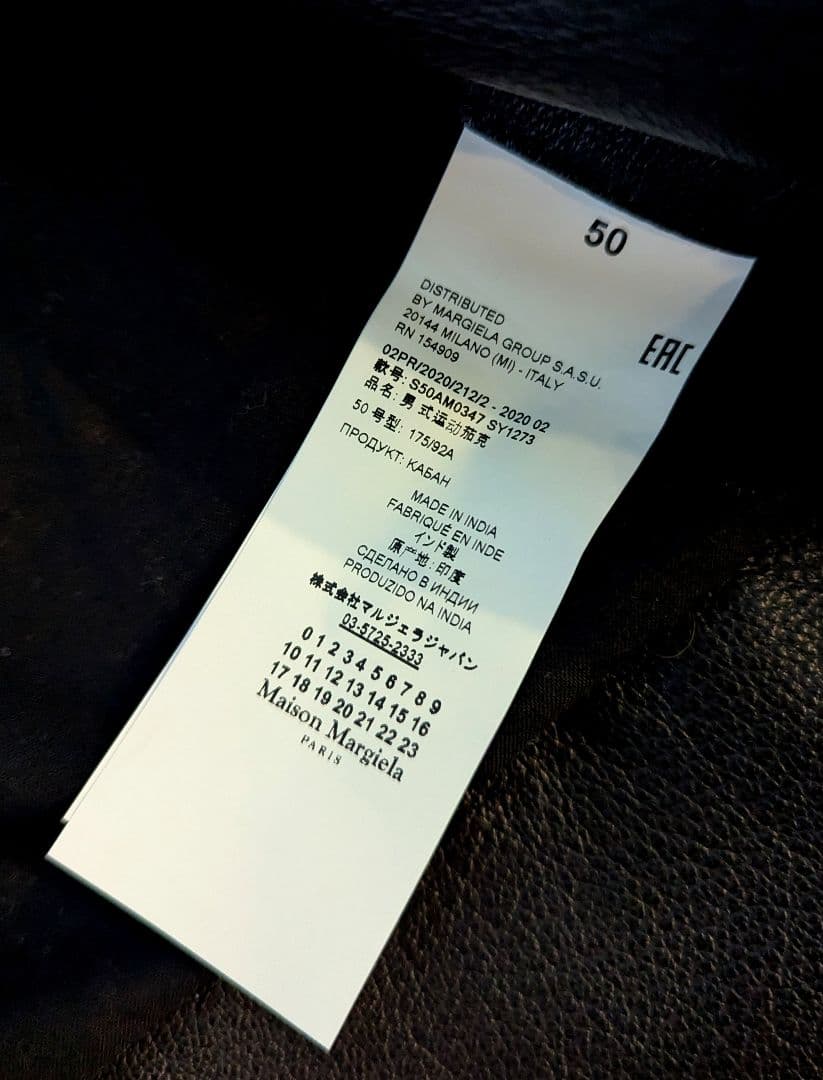 50
DISTRIBUTED
BY MARGIELA GROUP S.A.S.U.
20144 MILANO (MI) - ITALY
RN 154909
EAC
02PR/2020/212/2 - 2020 02
款号: S50AM0347 SY1273
品名: 男 式运动茄克
50 号型: 175/92A
ПРОДУКТ: КАБАН
MADE IN INDIA
FABRIQUÉ EN INDE
インド製
原产地: 印度
СДЕЛАНО В ИНДИИ
PRODUZIDO NA INDIA
株式会社マルジェラジャパン
03-5725-2333
0 1 2 3 4 5 6 7 8 9
10 11 12 13 14 15 16
17 18 19 20 21 22 23
Maison Margiela
PARIS